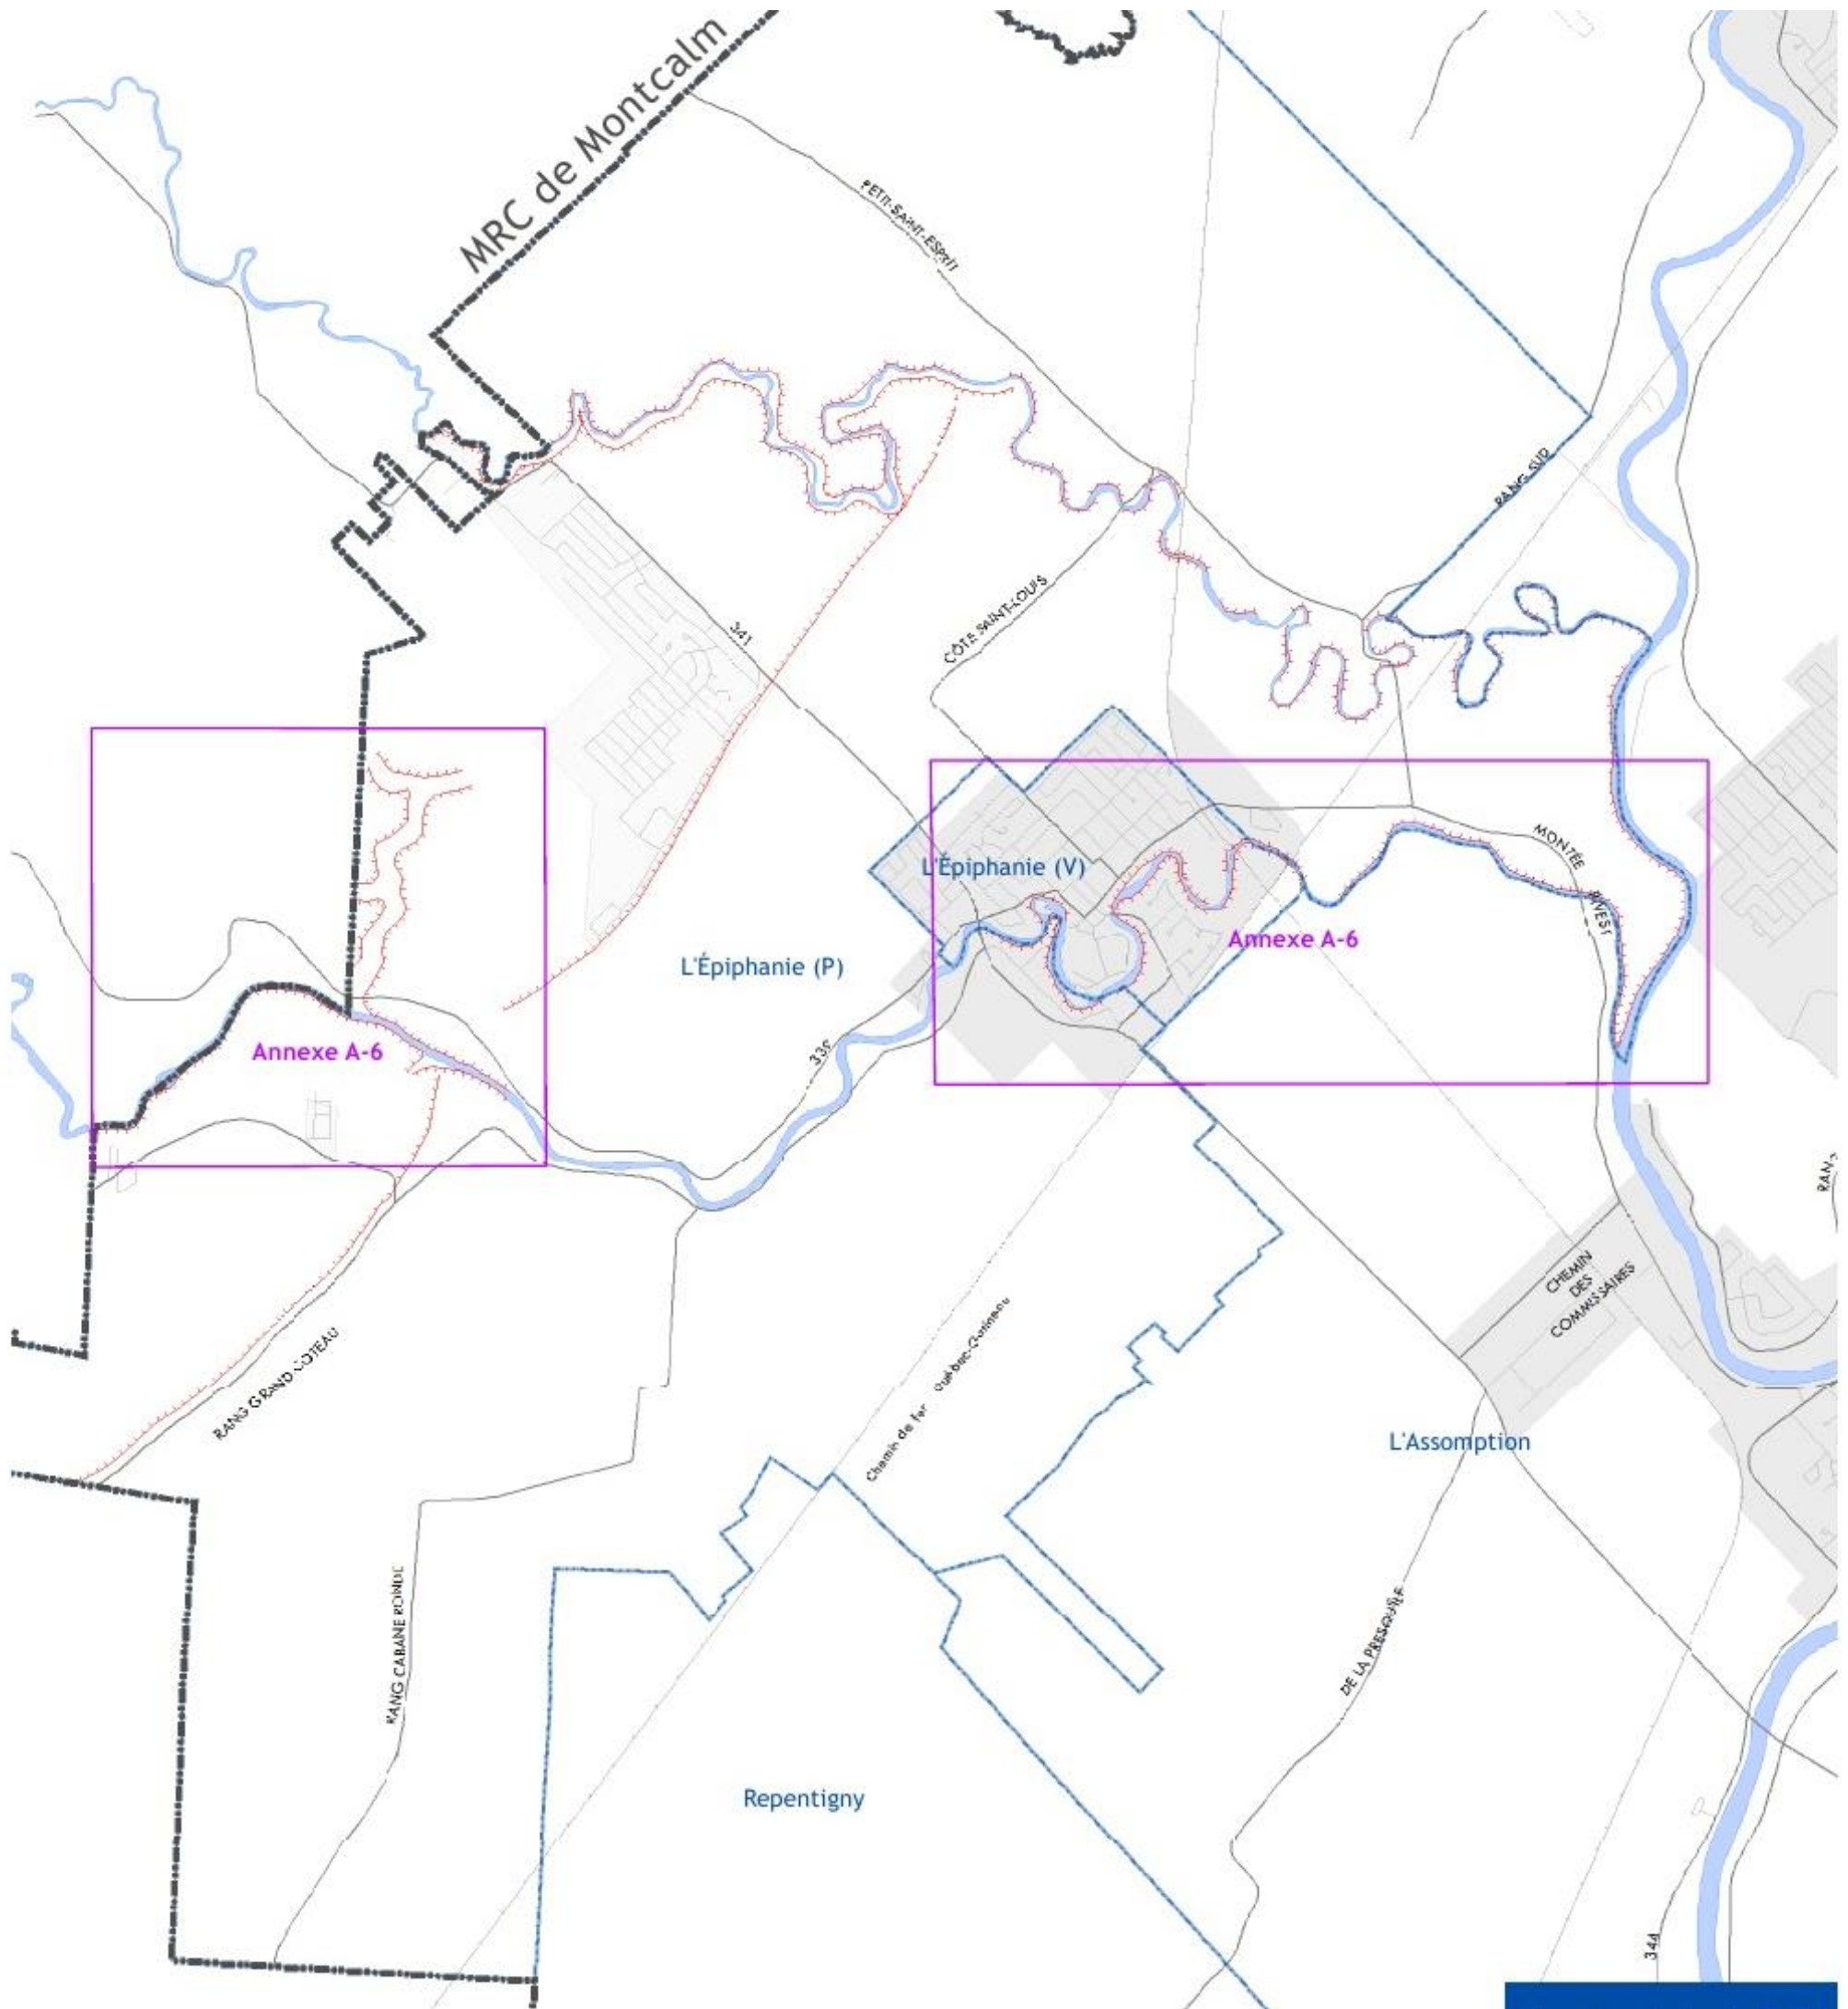 MRC de Montcalm
PETIT-SAINT-ESPRIT
RANG SUD
CÔTE SAINT-LOUIS
341
L'Épiphanie (V)
MONTÉE
Annexe A-6
L'Épiphanie (P)
Annexe A-6
CHEMIN
DES
COMMISSAIRES
RANG GRAND-COTEAU
Chemin de fer Québec-Gatineau
L'Assomption
RANG CABANE RONDE
DE LA PRESQU'ÎLE
Repentigny
344